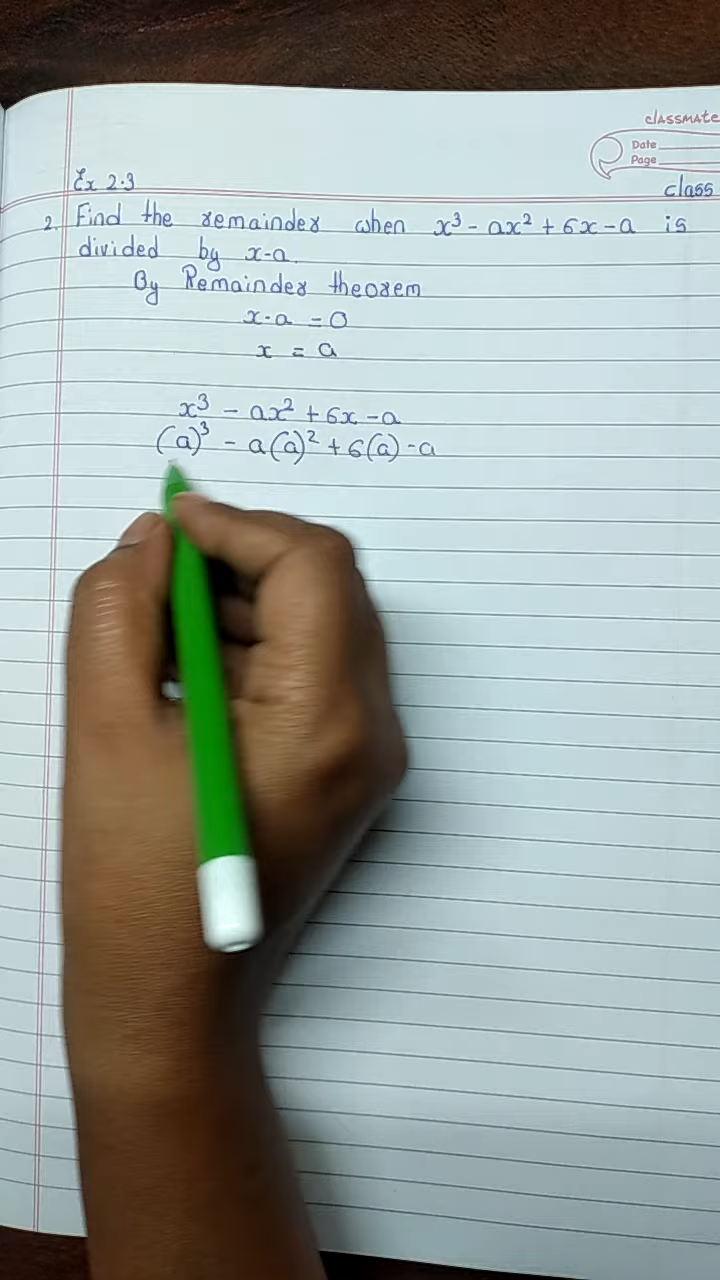 classmate
Date
Page
Ex 2.3
class
2. Find the remainder when x³ - ax² + 6x - a is
divided by x-a.
By Remainder theorem
x-a = 0
x = a
x³ - ax² + 6x - a
(a)³ - a(a)² + 6(a) - a